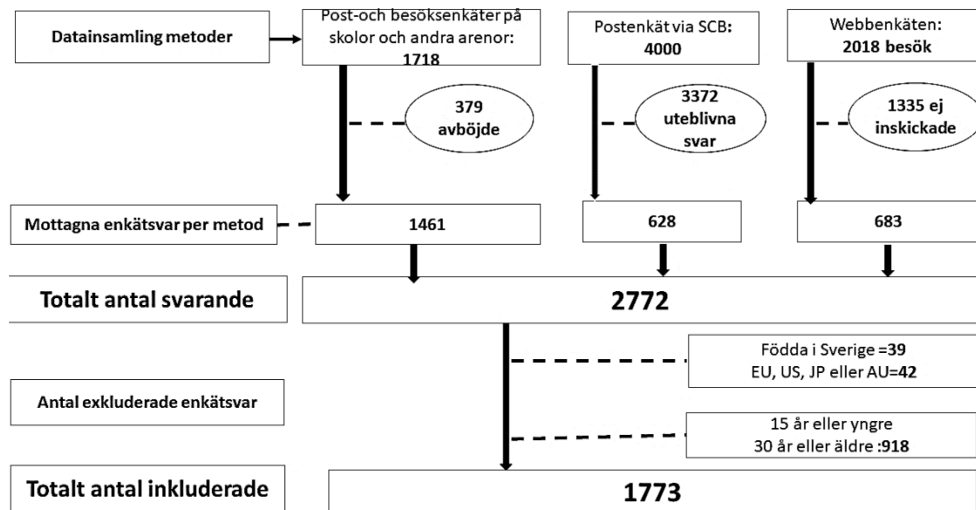 Datainsamling metoder
Post-och besöksenkäter på
skolor och andra arenor:
1718
Postenkät via SCB:
4000
Webbenkäten:
2018 besök
379
avböjde
3372
uteblivna
svar
1335 ej
inskickade
Mottagna enkätsvar per metod
1461
628
683
Totalt antal svarande
2772
Födda i Sverige =39
EU, US, JP eller AU=42
Antal exkluderade enkätsvar
15 år eller yngre
30 år eller äldre :918
Totalt antal inkluderade
1773